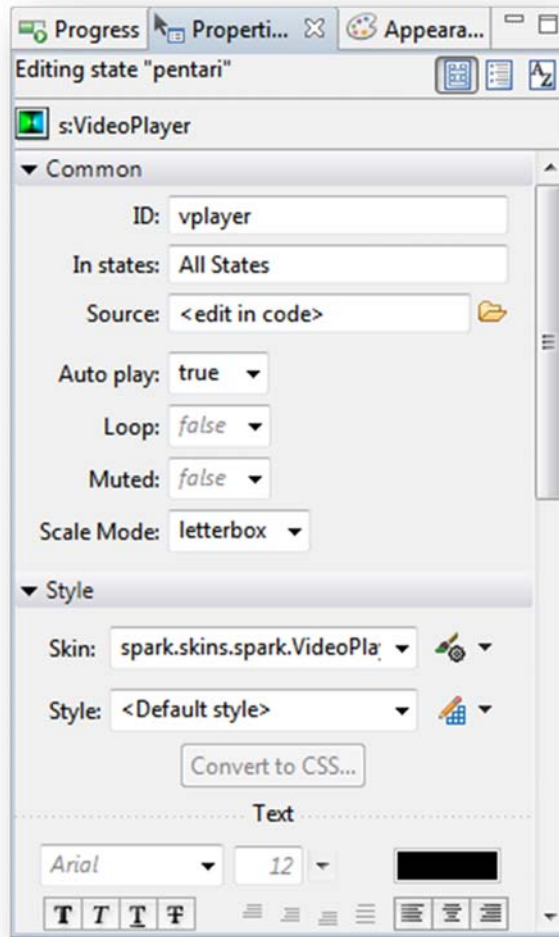 Progress Properti... Appeara...
Editing state "pentari"
s:VideoPlayer
Common
ID: vplayer
In states: All States
Source: <edit in code>
Auto play: true
Loop: false
Muted: false
Scale Mode: letterbox
Style
Skin: spark.skins.spark.VideoPla
Style: <Default style>
Convert to CSS...
Text
Arial 12
T T T T